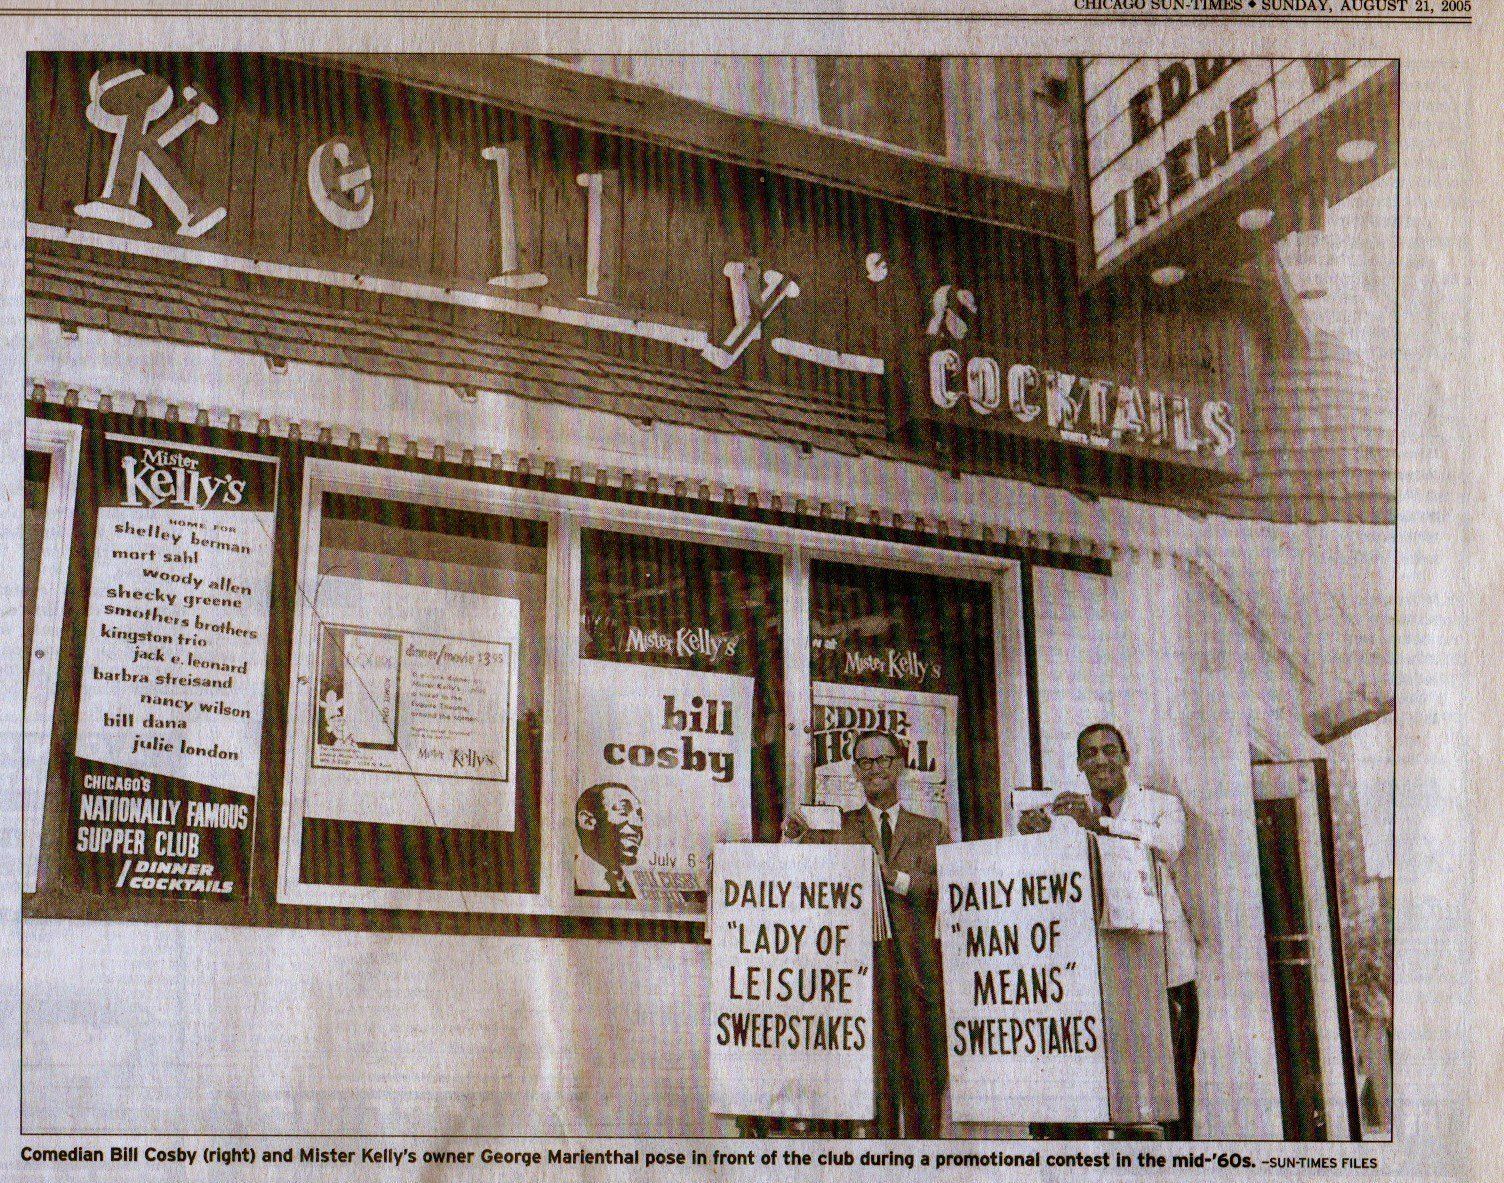 CHICAGO SUN-TIMES ◆ SUNDAY, AUGUST 21, 2005
Kelly's
& COCKTAILS
IRENE
Mister
Kelly's
HOME FOR
shelley berman
mort sahl
woody allen
shecky greene
smothers brothers
kingston trio
jack e. leonard
barbra streisand
nancy wilson
bill dana
julie london
CHICAGO'S
NATIONALLY FAMOUS
SUPPER CLUB
DINNER
COCKTAILS
dinner/movie $3.95
Mister Kelly's
Mister Kelly's
bill
cosby
July 6
BILL COSBY
Mister Kelly's
EDDIE
DAILY NEWS
"LADY OF
LEISURE"
SWEEPSTAKES
DAILY NEWS
"MAN OF
MEANS"
SWEEPSTAKES
Comedian Bill Cosby (right) and Mister Kelly's owner George Marienthal pose in front of the club during a promotional contest in the mid-'60s. –SUN-TIMES FILES